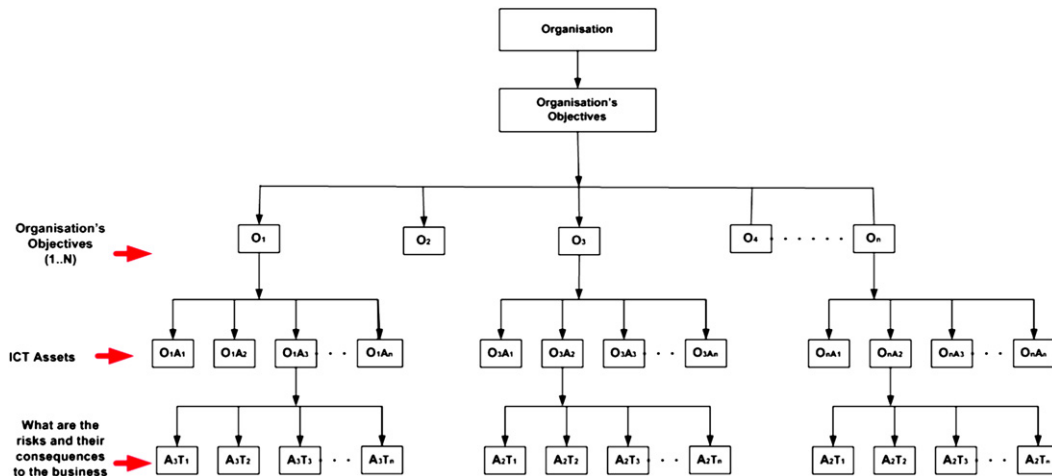 Organisation
Organisation's
Objectives
Organisation's
Objectives
(1..N)
O1 O2 O3 O4 . . . . . . On
ICT Assets
O1A1 O1A2 O1A3 . . . O1An O3A1 O3A2 O3A3 . . . O3An OnA1 OnA2 OnA3 . . . OnAn
What are the
risks and their
consequences
to the business
A3T1 A3T2 A3T3 . . . A3Tn A2T1 A2T2 A2T3 . . . A2Tn A2T1 A2T2 A2T3 . . . A2Tn